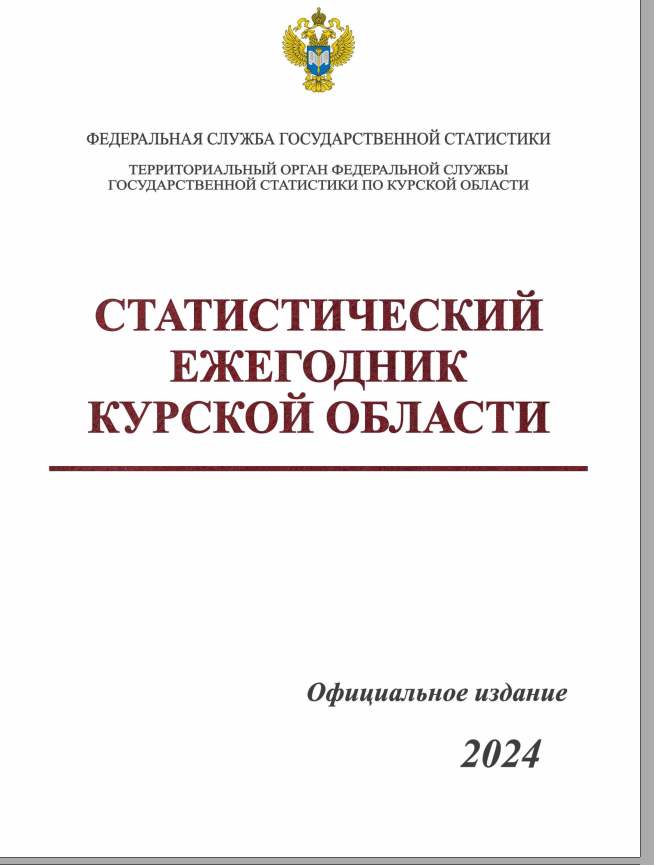 ФЕДЕРАЛЬНАЯ СЛУЖБА ГОСУДАРСТВЕННОЙ СТАТИСТИКИ
ТЕРРИТОРИАЛЬНЫЙ ОРГАН ФЕДЕРАЛЬНОЙ СЛУЖБЫ
ГОСУДАРСТВЕННОЙ СТАТИСТИКИ ПО КУРСКОЙ ОБЛАСТИ
СТАТИСТИЧЕСКИЙ
ЕЖЕГОДНИК
КУРСКОЙ ОБЛАСТИ
Официальное издание
2024